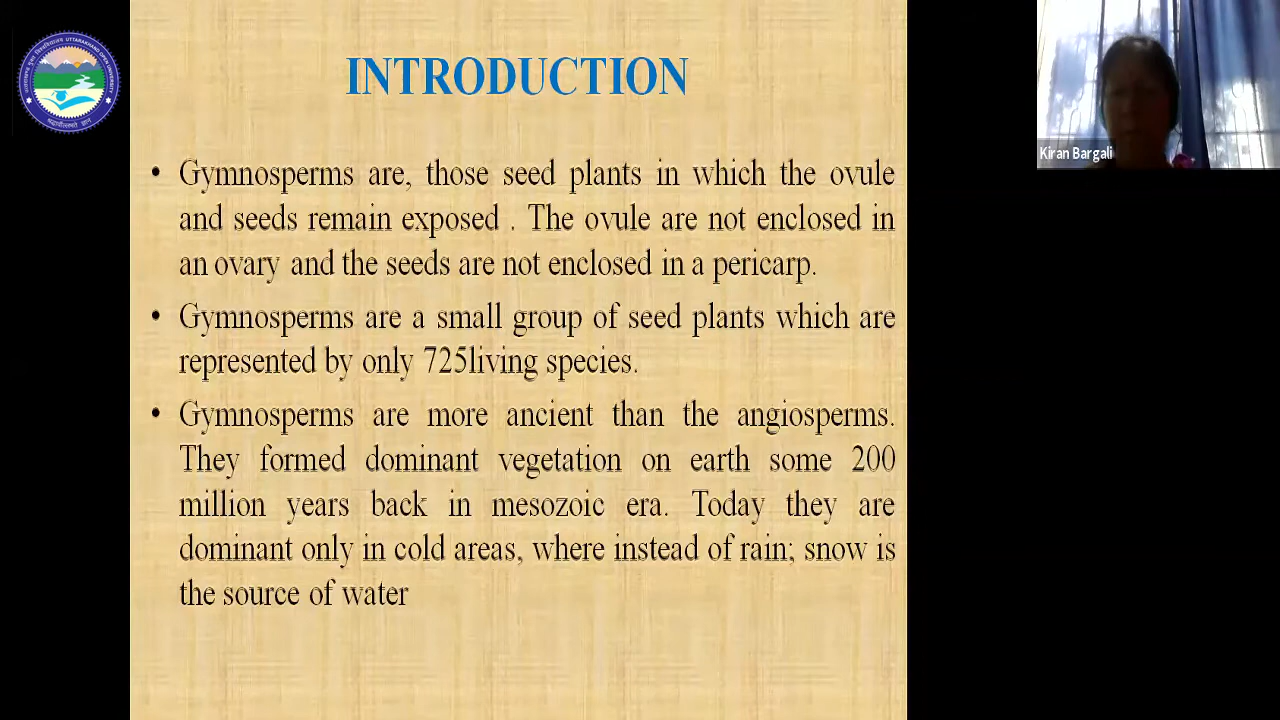 INTRODUCTION
• Gymnosperms are, those seed plants in which the ovule
and seeds remain exposed . The ovule are not enclosed in
an ovary and the seeds are not enclosed in a pericarp.
• Gymnosperms are a small group of seed plants which are
represented by only 725living species.
• Gymnosperms are more ancient than the angiosperms.
They formed dominant vegetation on earth some 200
million years back in mesozoic era. Today they are
dominant only in cold areas, where instead of rain; snow is
the source of water
Kiran Bargali
UTTARAKHAND OPEN UNIVERSITY